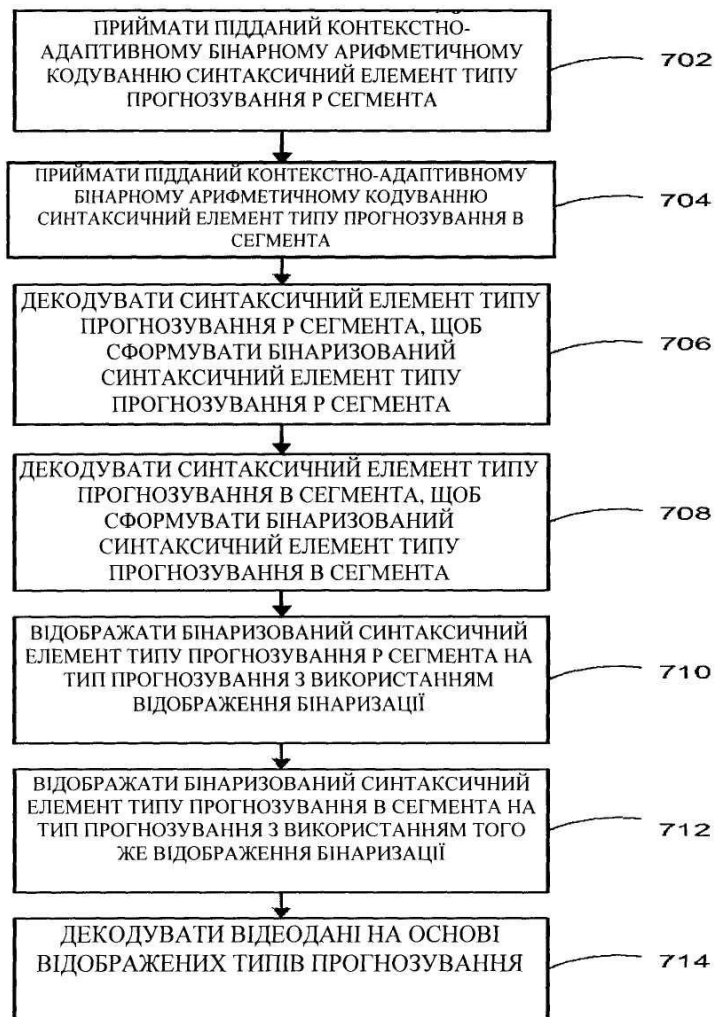 ПРИЙМАТИ ПІДДАНИЙ КОНТЕКСТНО-
АДАПТИВНОМУ БІНАРНОМУ АРИФМЕТИЧНОМУ
КОДУВАННЮ СИНТАКСИЧНИЙ ЕЛЕМЕНТ ТИПУ
ПРОГНОЗУВАННЯ Р СЕГМЕНТА
702
ПРИЙМАТИ ПІДДАНИЙ КОНТЕКСТНО-АДАПТИВНОМУ
БІНАРНОМУ АРИФМЕТИЧНОМУ КОДУВАННЮ
СИНТАКСИЧНИЙ ЕЛЕМЕНТ ТИПУ ПРОГНОЗУВАННЯ В
СЕГМЕНТА
704
ДЕКОДУВАТИ СИНТАКСИЧНИЙ ЕЛЕМЕНТ ТИПУ
ПРОГНОЗУВАННЯ Р СЕГМЕНТА, ЩОБ
СФОРМУВАТИ БІНАРИЗОВАНИЙ
СИНТАКСИЧНИЙ ЕЛЕМЕНТ ТИПУ
ПРОГНОЗУВАННЯ Р СЕГМЕНТА
706
ДЕКОДУВАТИ СИНТАКСИЧНИЙ ЕЛЕМЕНТ ТИПУ
ПРОГНОЗУВАННЯ В СЕГМЕНТА, ЩОБ
СФОРМУВАТИ БІНАРИЗОВАНИЙ
СИНТАКСИЧНИЙ ЕЛЕМЕНТ ТИПУ
ПРОГНОЗУВАННЯ В СЕГМЕНТА
708
ВІДОБРАЖАТИ БІНАРИЗОВАНИЙ СИНТАКСИЧНИЙ
ЕЛЕМЕНТ ТИПУ ПРОГНОЗУВАННЯ Р СЕГМЕНТА НА
ТИП ПРОГНОЗУВАННЯ З ВИКОРИСТАННЯМ
ВІДОБРАЖЕННЯ БІНАРИЗАЦІЇ
710
ВІДОБРАЖАТИ БІНАРИЗОВАНИЙ СИНТАКСИЧНИЙ
ЕЛЕМЕНТ ТИПУ ПРОГНОЗУВАННЯ В СЕГМЕНТА НА
ТИП ПРОГНОЗУВАННЯ З ВИКОРИСТАННЯМ ТОГО
ЖЕ ВІДОБРАЖЕННЯ БІНАРИЗАЦІЇ
712
ДЕКОДУВАТИ ВІДЕОДАНІ НА ОСНОВІ
ВІДОБРАЖЕНИХ ТИПІВ ПРОГНОЗУВАННЯ
714